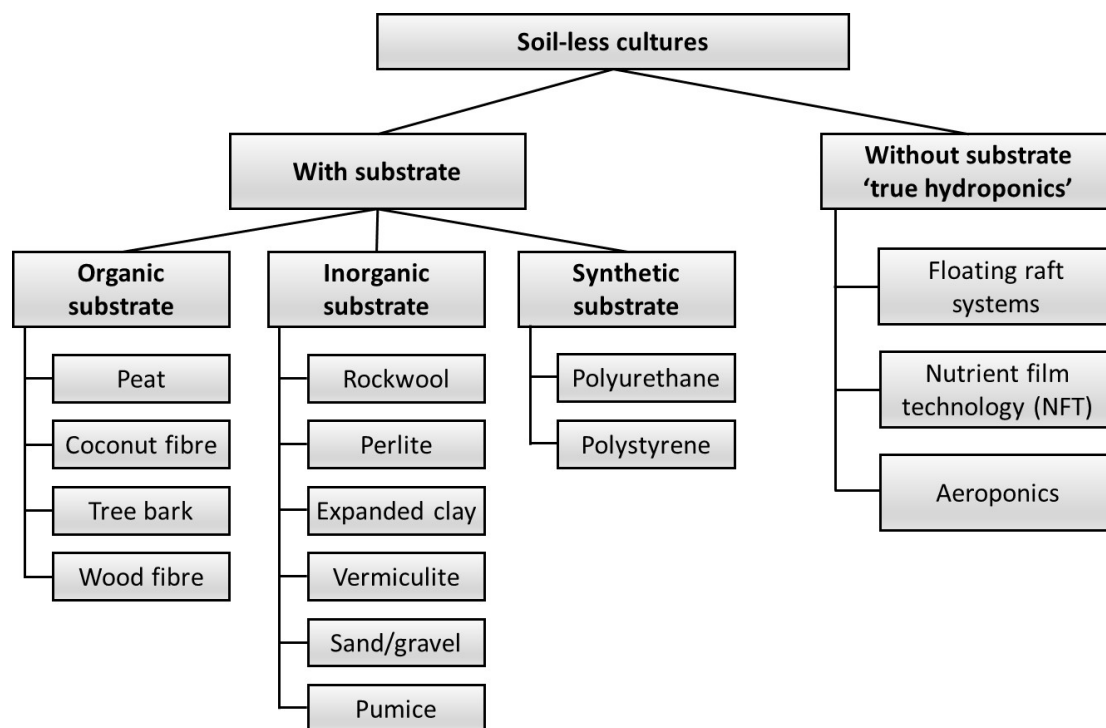 Soil-less cultures
With substrate
Without substrate
‘true hydroponics’
Organic
substrate
Peat
Coconut fibre
Tree bark
Wood fibre
Inorganic
substrate
Rockwool
Perlite
Expanded clay
Vermiculite
Sand/gravel
Pumice
Synthetic
substrate
Polyurethane
Polystyrene
Floating raft
systems
Nutrient film
technology (NFT)
Aeroponics